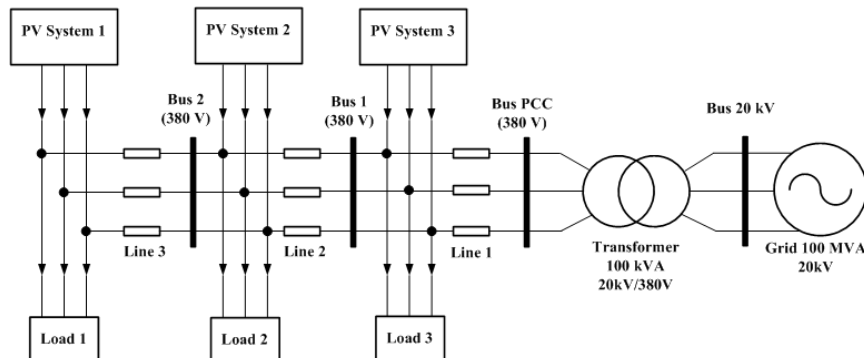 PV System 1
PV System 2
PV System 3
Bus 2
(380 V)
Bus 1
(380 V)
Bus PCC
(380 V)
Bus 20 kV
Line 3
Line 2
Line 1
Transformer
100 kVA
20kV/380V
Grid 100 MVA
20kV
Load 1
Load 2
Load 3